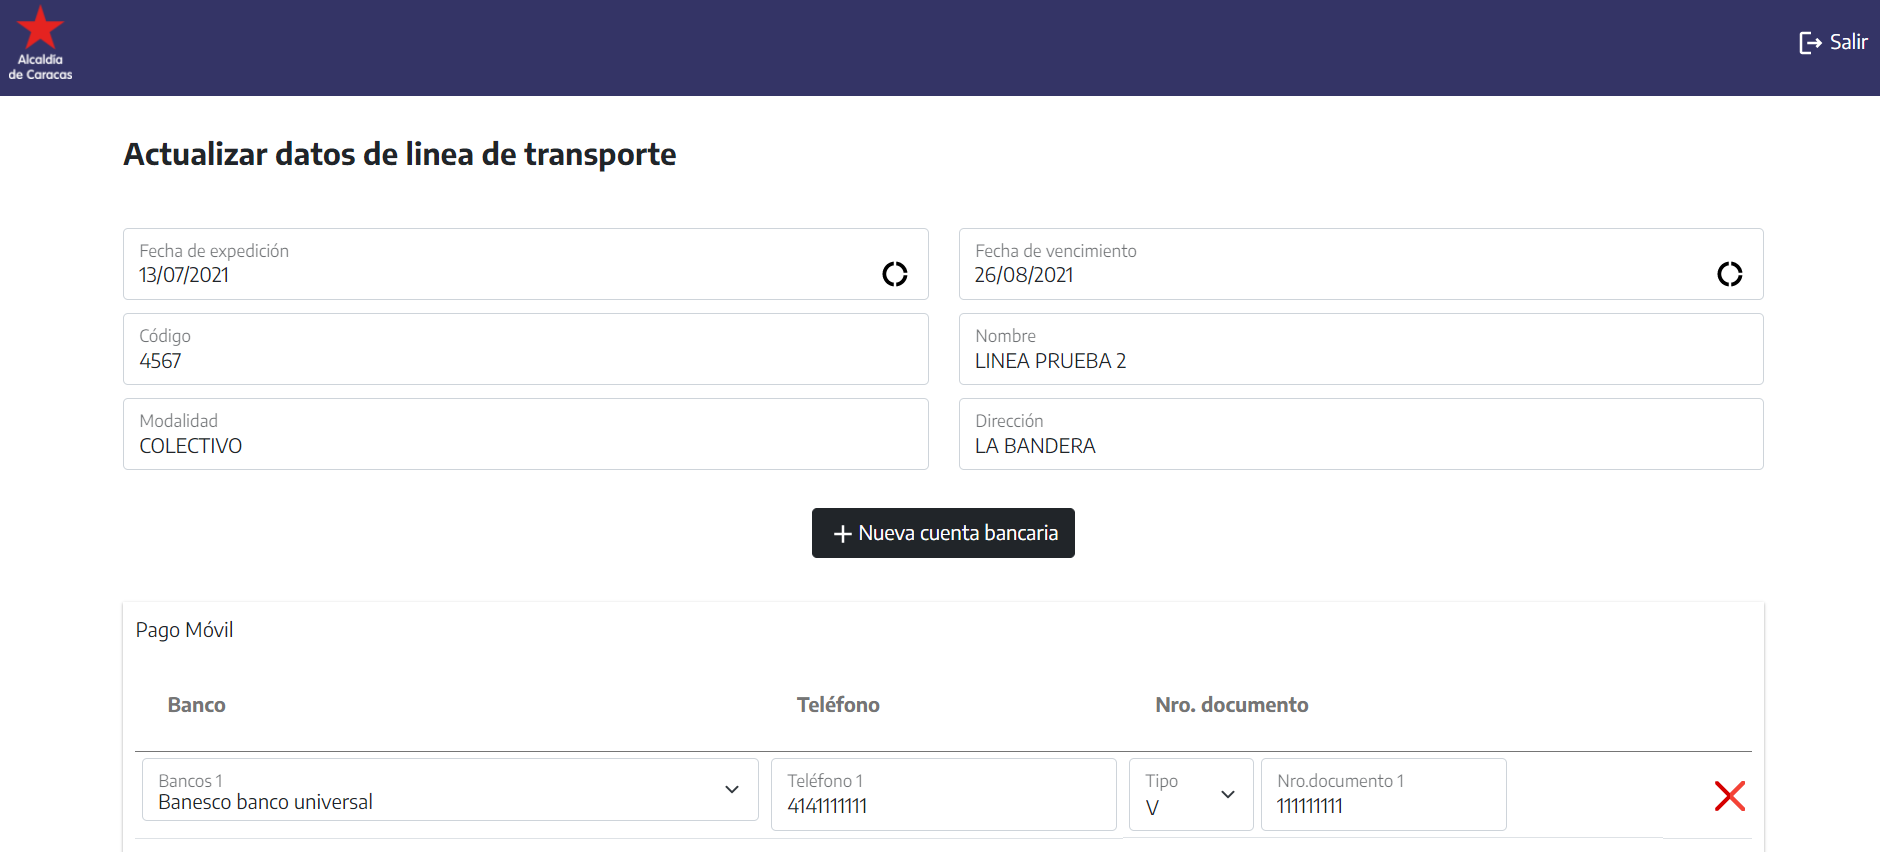 Alcaldía
de Caracas
Salir
Actualizar datos de linea de transporte
Fecha de expedición
13/07/2021
Fecha de vencimiento
26/08/2021
Código
4567
Nombre
LINEA PRUEBA 2
Modalidad
COLECTIVO
Dirección
LA BANDERA
Nueva cuenta bancaria
Pago Móvil
Banco
Teléfono
Nro. documento
Bancos 1
Banesco banco universal
Teléfono 1
4141111111
Tipo
V
Nro.documento 1
111111111